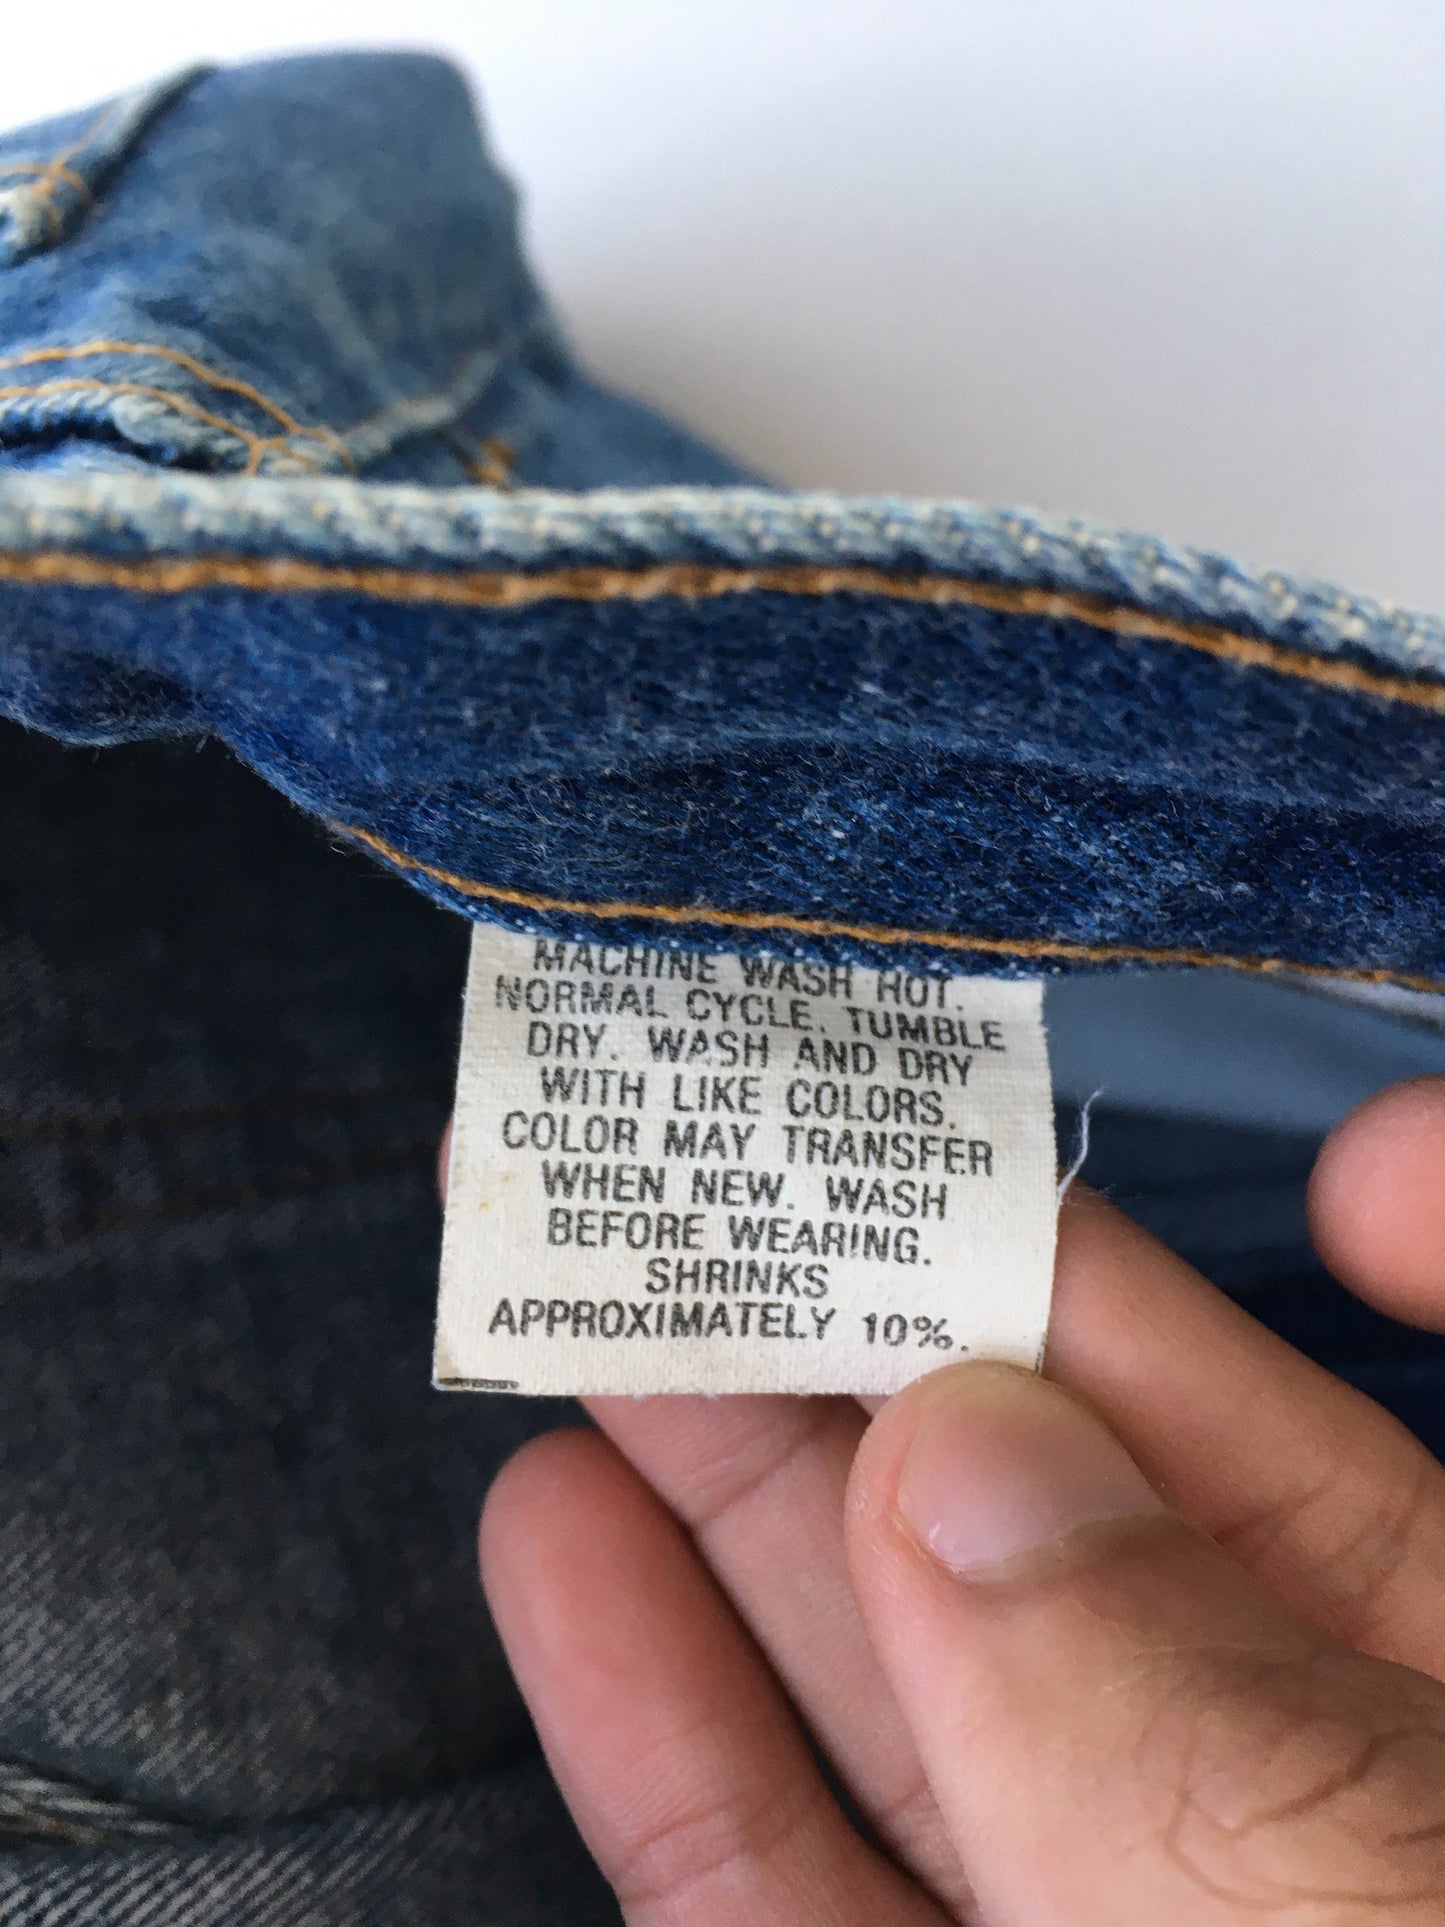 MACHINE WASH HOT.
NORMAL CYCLE. TUMBLE
DRY. WASH AND DRY
WITH LIKE COLORS.
COLOR MAY TRANSFER
WHEN NEW. WASH
BEFORE WEARING.
SHRINKS
APPROXIMATELY 10%.